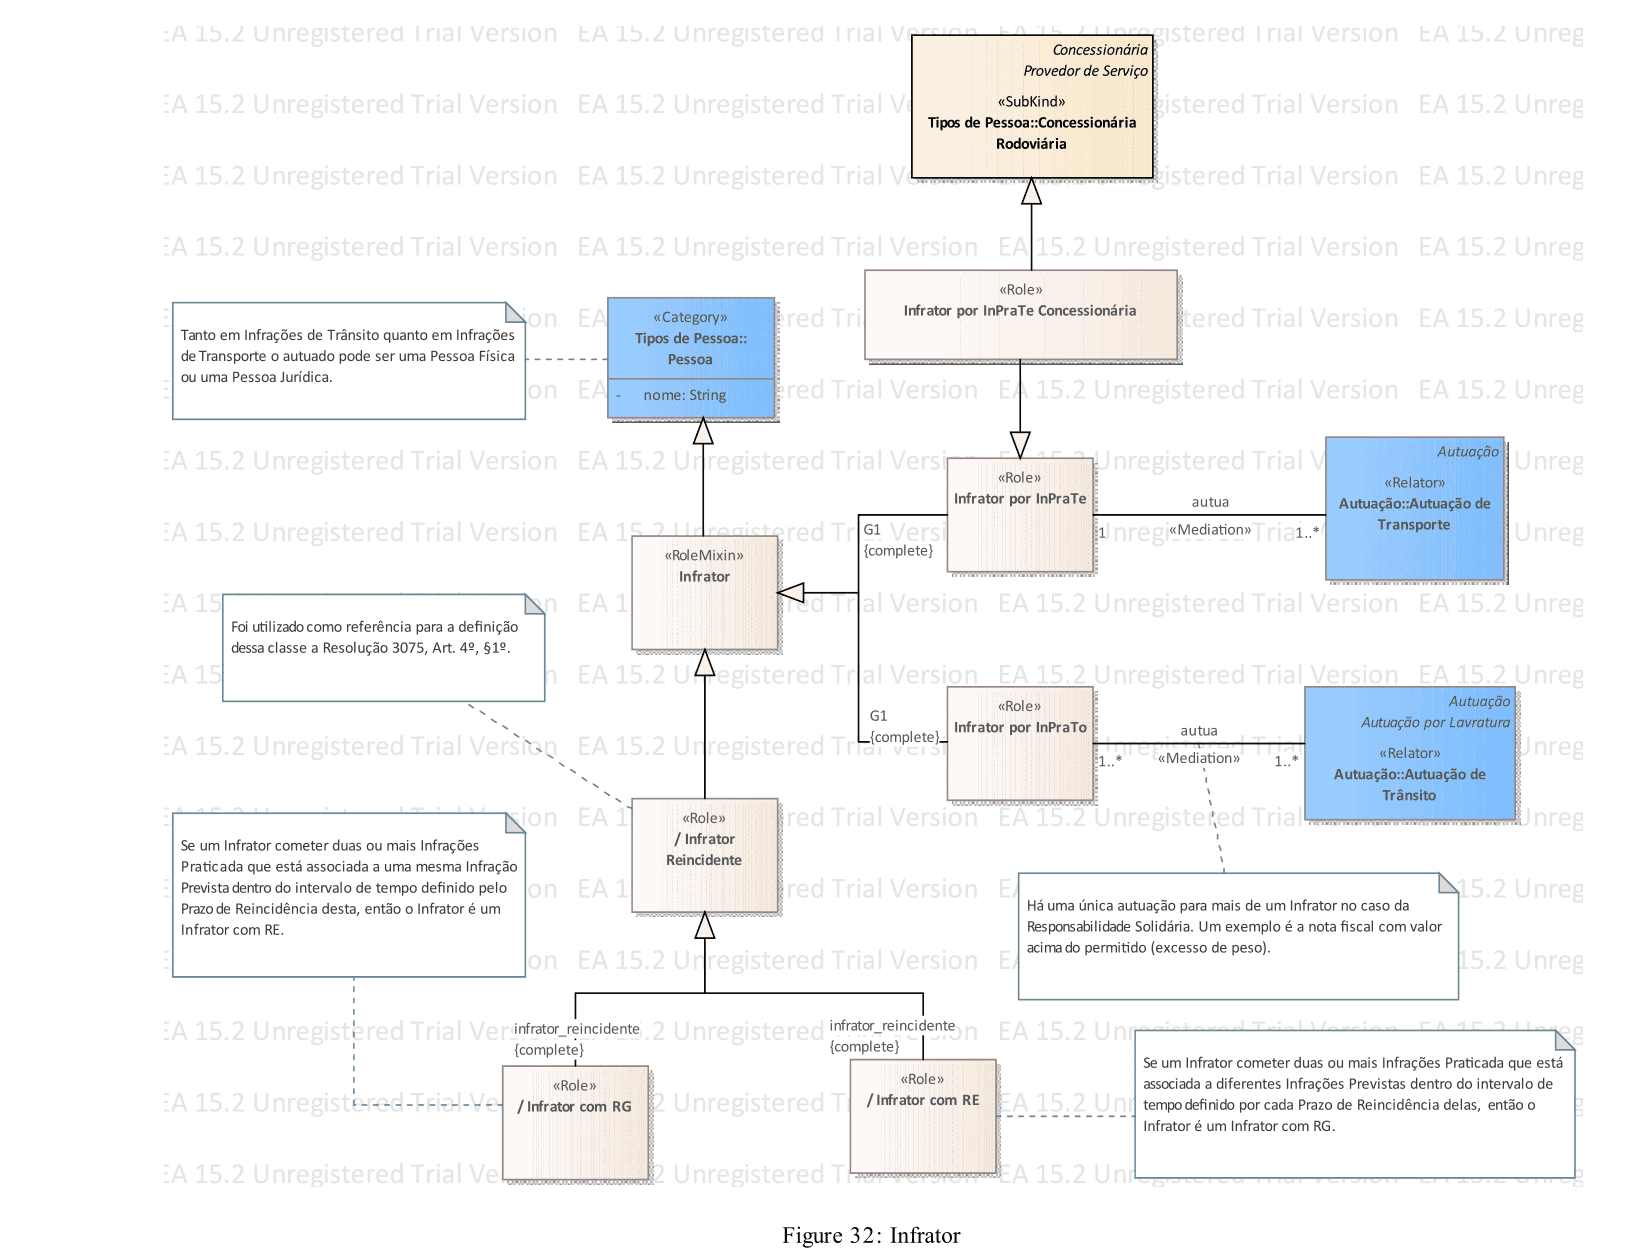 Concessionária
Provedor de Serviço
«SubKind»
Tipos de Pessoa::Concessionária
Rodoviária
«Role»
Infrator por InPraTe Concessionária
Tanto em Infrações de Trânsito quanto em Infrações
de Transporte o autuado pode ser uma Pessoa Física
ou uma Pessoa Jurídica.
«Category»
Tipos de Pessoa::
Pessoa
- nome: String
«Role»
Infrator por InPraTe
G1
{complete}
autua
«Mediation»
1
1..*
Autuação
«Relator»
Autuação::Autuação de
Transporte
«RoleMixin»
Infrator
Foi utilizado como referência para a definição
dessa classe a Resolução 3075, Art. 4º, §1º.
«Role»
Infrator por InPraTo
G1
{complete}
autua
«Mediation»
1..*
1..*
Autuação
Autuação por Lavratura
«Relator»
Autuação::Autuação de
Trânsito
«Role»
/ Infrator
Reincidente
Se um Infrator cometer duas ou mais Infrações
Praticada que está associada a uma mesma Infração
Prevista dentro do intervalo de tempo definido pelo
Prazo de Reincidência desta, então o Infrator é um
Infrator com RE.
Há uma única autuação para mais de um Infrator no caso da
Responsabilidade Solidária. Um exemplo é a nota fiscal com valor
acima do permitido (excesso de peso).
infrator_reincidente
{complete}
infrator_reincidente
{complete}
«Role»
/ Infrator com RG
«Role»
/ Infrator com RE
Se um Infrator cometer duas ou mais Infrações Praticada que está
associada a diferentes Infrações Previstas dentro do intervalo de
tempo definido por cada Prazo de Reincidência delas, então o
Infrator é um Infrator com RG.
EA 15.2 Unregistered Trial Version
Figure 32: Infrator